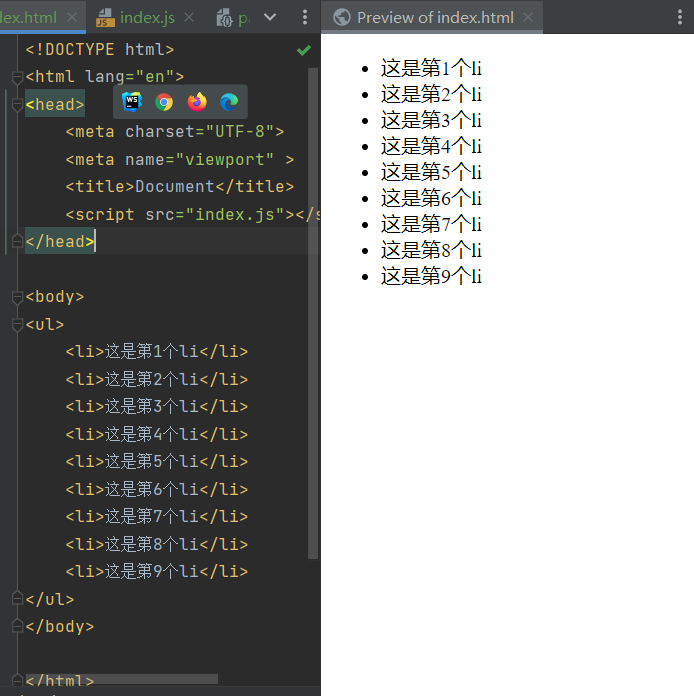 dex.html
index.js
p
Preview of index.html
<!DOCTYPE html>
<html lang="en">
<head>
<meta charset="UTF-8">
<meta name="viewport" >
<title>Document</title>
<script src="index.js"></s
</head>
<body>
<ul>
<li>这是第1个li</li>
<li>这是第2个li</li>
<li>这是第3个li</li>
<li>这是第4个li</li>
<li>这是第5个li</li>
<li>这是第6个li</li>
<li>这是第7个li</li>
<li>这是第8个li</li>
<li>这是第9个li</li>
</ul>
</body>
</html>
这是第1个li
这是第2个li
这是第3个li
这是第4个li
这是第5个li
这是第6个li
这是第7个li
这是第8个li
这是第9个li